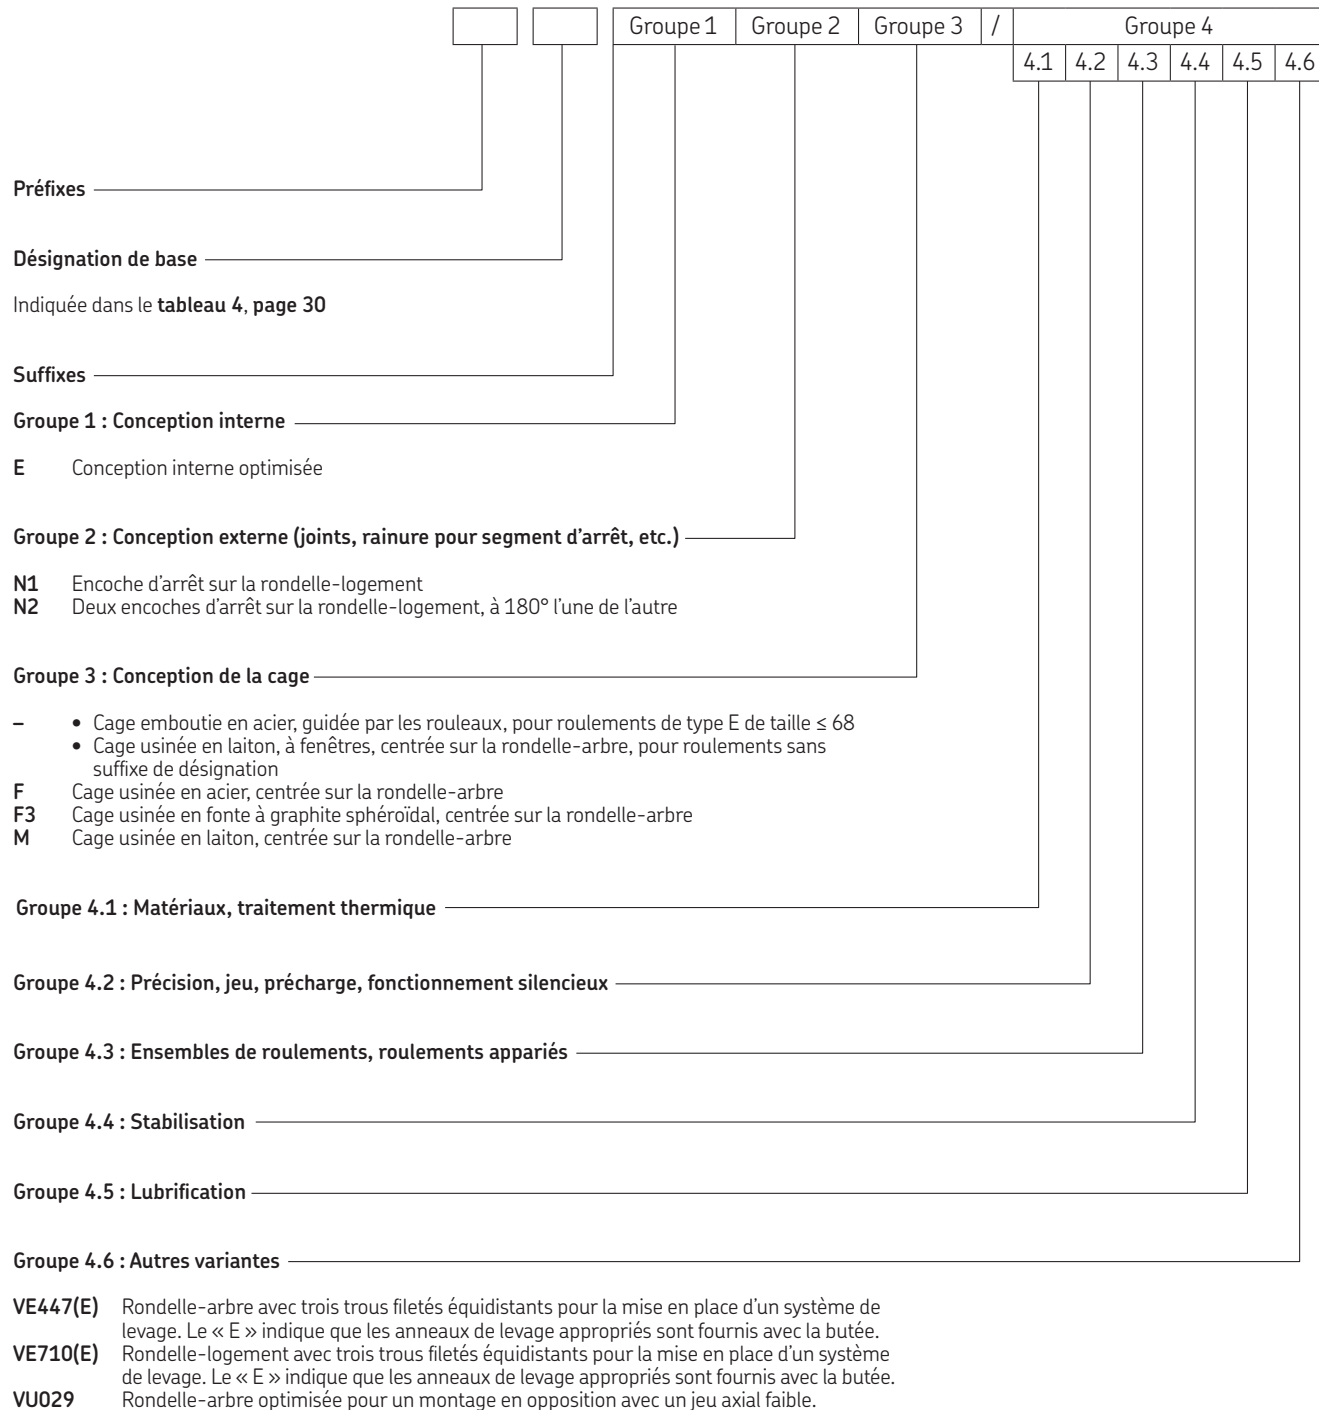 Groupe 1 Groupe 2 Groupe 3 / Groupe 4
4.1 4.2 4.3 4.4 4.5 4.6
Préfixes
Désignation de base
Indiquée dans le tableau 4, page 30
Suffixes
Groupe 1 : Conception interne
E Conception interne optimisée
Groupe 2 : Conception externe (joints, rainure pour segment d'arrêt, etc.)
N1 Encoche d'arrêt sur la rondelle-logement
N2 Deux encoches d'arrêt sur la rondelle-logement, à 180° l'une de l'autre
Groupe 3 : Conception de la cage
– • Cage emboutie en acier, guidée par les rouleaux, pour roulements de type E de taille ≤ 68
• Cage usinée en laiton, à fenêtres, centrée sur la rondelle-arbre, pour roulements sans
suffixe de désignation
F Cage usinée en acier, centrée sur la rondelle-arbre
F3 Cage usinée en fonte à graphite sphéroïdal, centrée sur la rondelle-arbre
M Cage usinée en laiton, centrée sur la rondelle-arbre
Groupe 4.1 : Matériaux, traitement thermique
Groupe 4.2 : Précision, jeu, précharge, fonctionnement silencieux
Groupe 4.3 : Ensembles de roulements, roulements appariés
Groupe 4.4 : Stabilisation
Groupe 4.5 : Lubrification
Groupe 4.6 : Autres variantes
VE447(E) Rondelle-arbre avec trois trous filetés équidistants pour la mise en place d'un système de
levage. Le « E » indique que les anneaux de levage appropriés sont fournis avec la butée.
VE710(E) Rondelle-logement avec trois trous filetés équidistants pour la mise en place d'un système
de levage. Le « E » indique que les anneaux de levage appropriés sont fournis avec la butée.
VU029 Rondelle-arbre optimisée pour un montage en opposition avec un jeu axial faible.